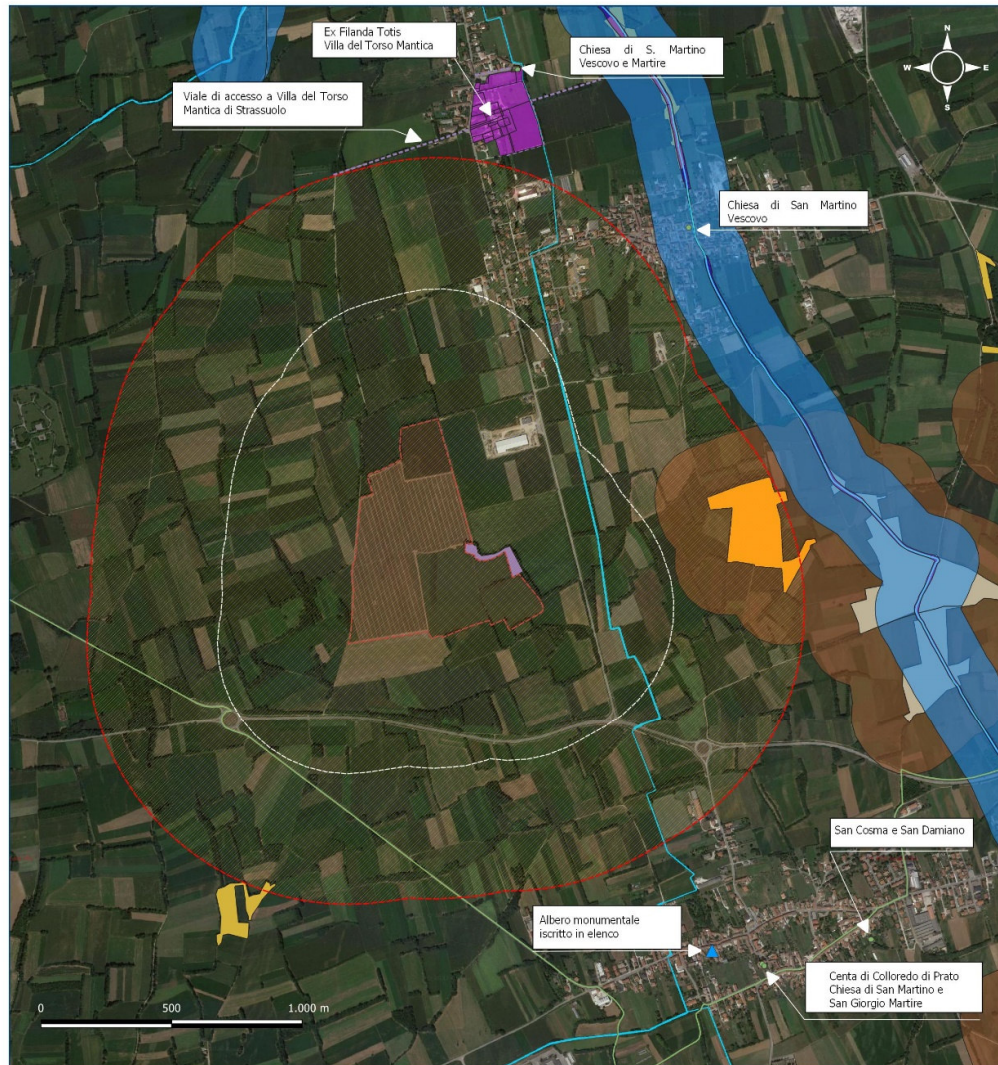 Ex Filanda Totis
Villa del Torso Mantica
Chiesa di S. Martino
Vescovo e Martire
N
W
E
S
Viale di accesso a Villa del Torso
Mantica di Strassuolo
Chiesa di San Martino
Vescovo
San Cosma e San Damiano
Albero monumentale
iscritto in elenco
Centa di Colloredo di Prato
Chiesa di San Martino e
San Giorgio Martire
0 500 1.000 m